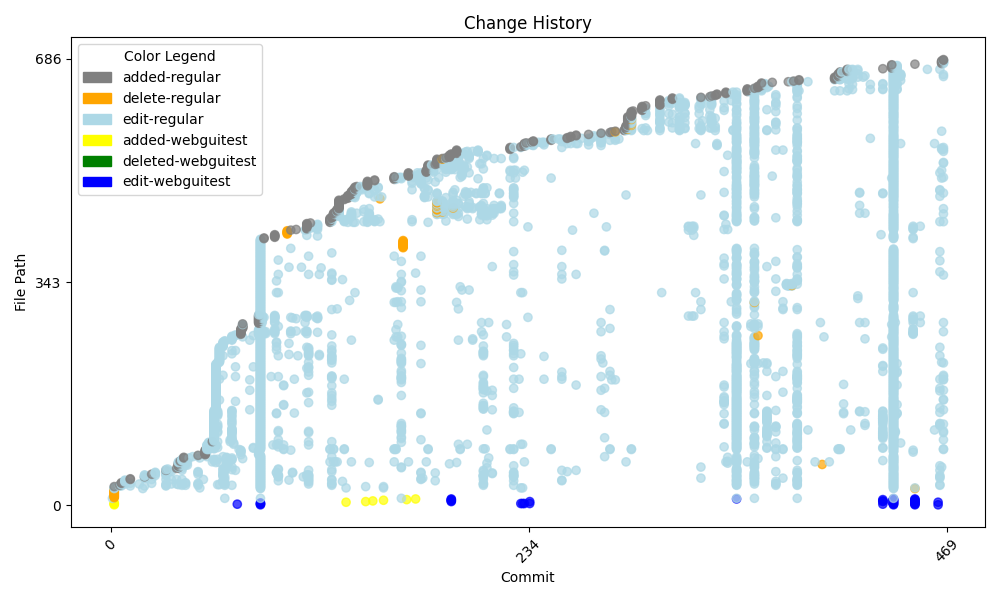 Change History
Color Legend
added-regular
delete-regular
edit-regular
added-webguitest
deleted-webguitest
edit-webguitest
686
343
0
File Path
0
234
469
Commit